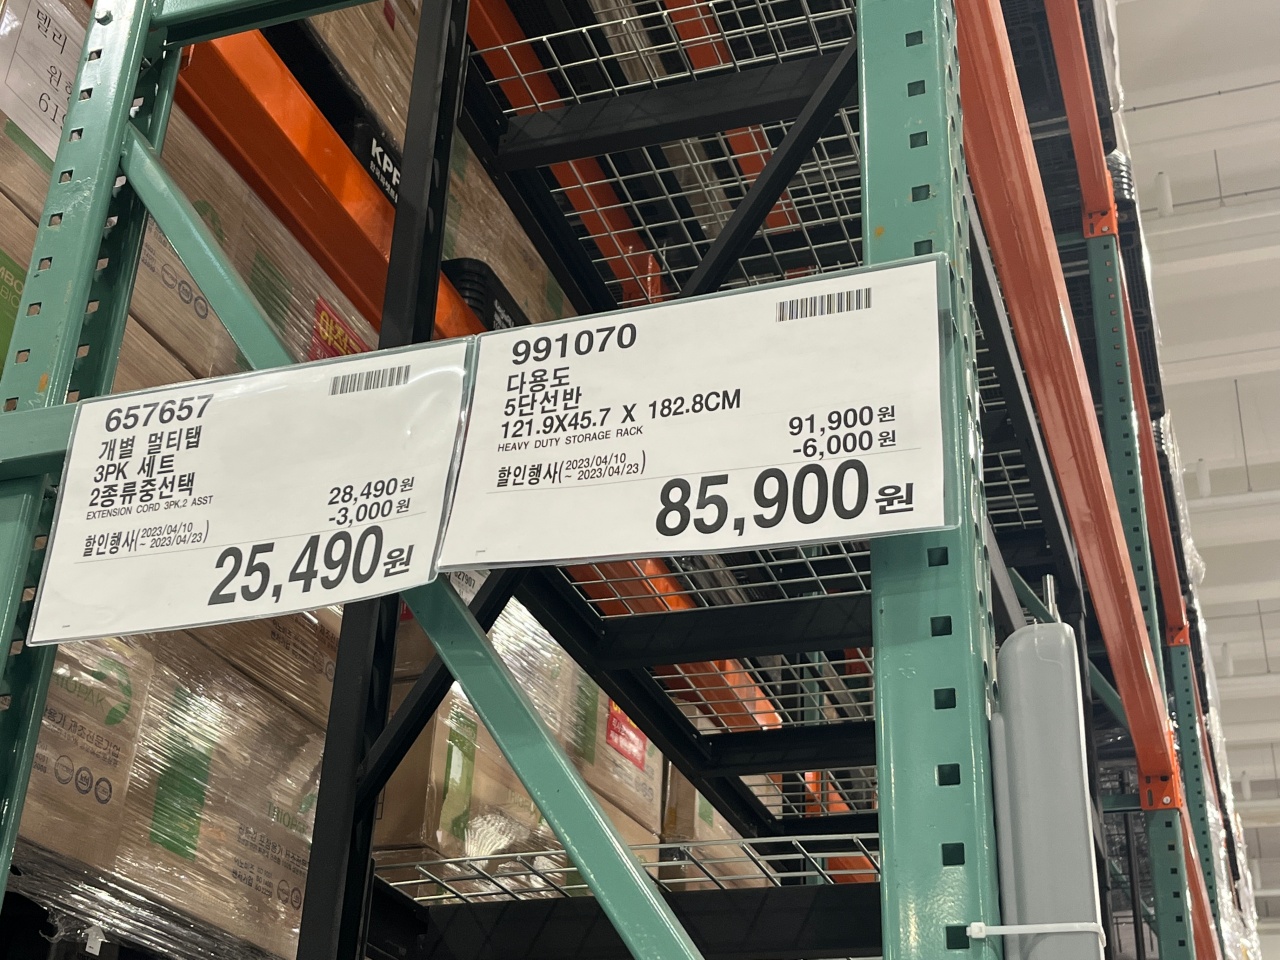 657657
개별 멀티탭
3PK 세트
2종류중선택
EXTENSION CORD 3PK.2 ASST
28,490원
-3,000원
할인행사(2023/04/10
~ 2023/04/23)
25,490원
991070
다용도
5단선반
121.9X45.7 X 182.8CM
HEAVY DUTY STORAGE RACK
91,900원
-6,000원
할인행사(2023/04/10
~ 2023/04/23)
85,900원